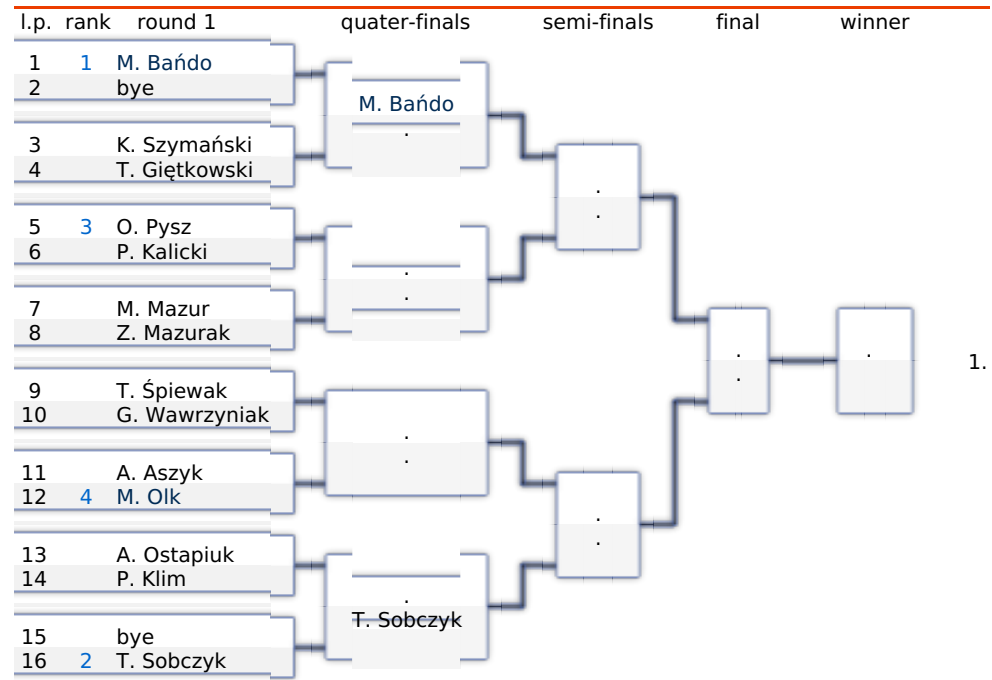 l.p. rank round 1 quater-finals semi-finals final winner
1 1 M. Bańdo
2 bye
M. Bańdo
.
3 K. Szymański
4 T. Giętkowski
.
.
5 3 O. Pysz
6 P. Kalicki
.
.
7 M. Mazur
8 Z. Mazurak
.
.
.
1.
9 T. Śpiewak
10 G. Wawrzyniak
.
.
11 A. Aszyk
12 4 M. Olk
.
.
13 A. Ostapiuk
14 P. Klim
.
T. Sobczyk
15 bye
16 2 T. Sobczyk